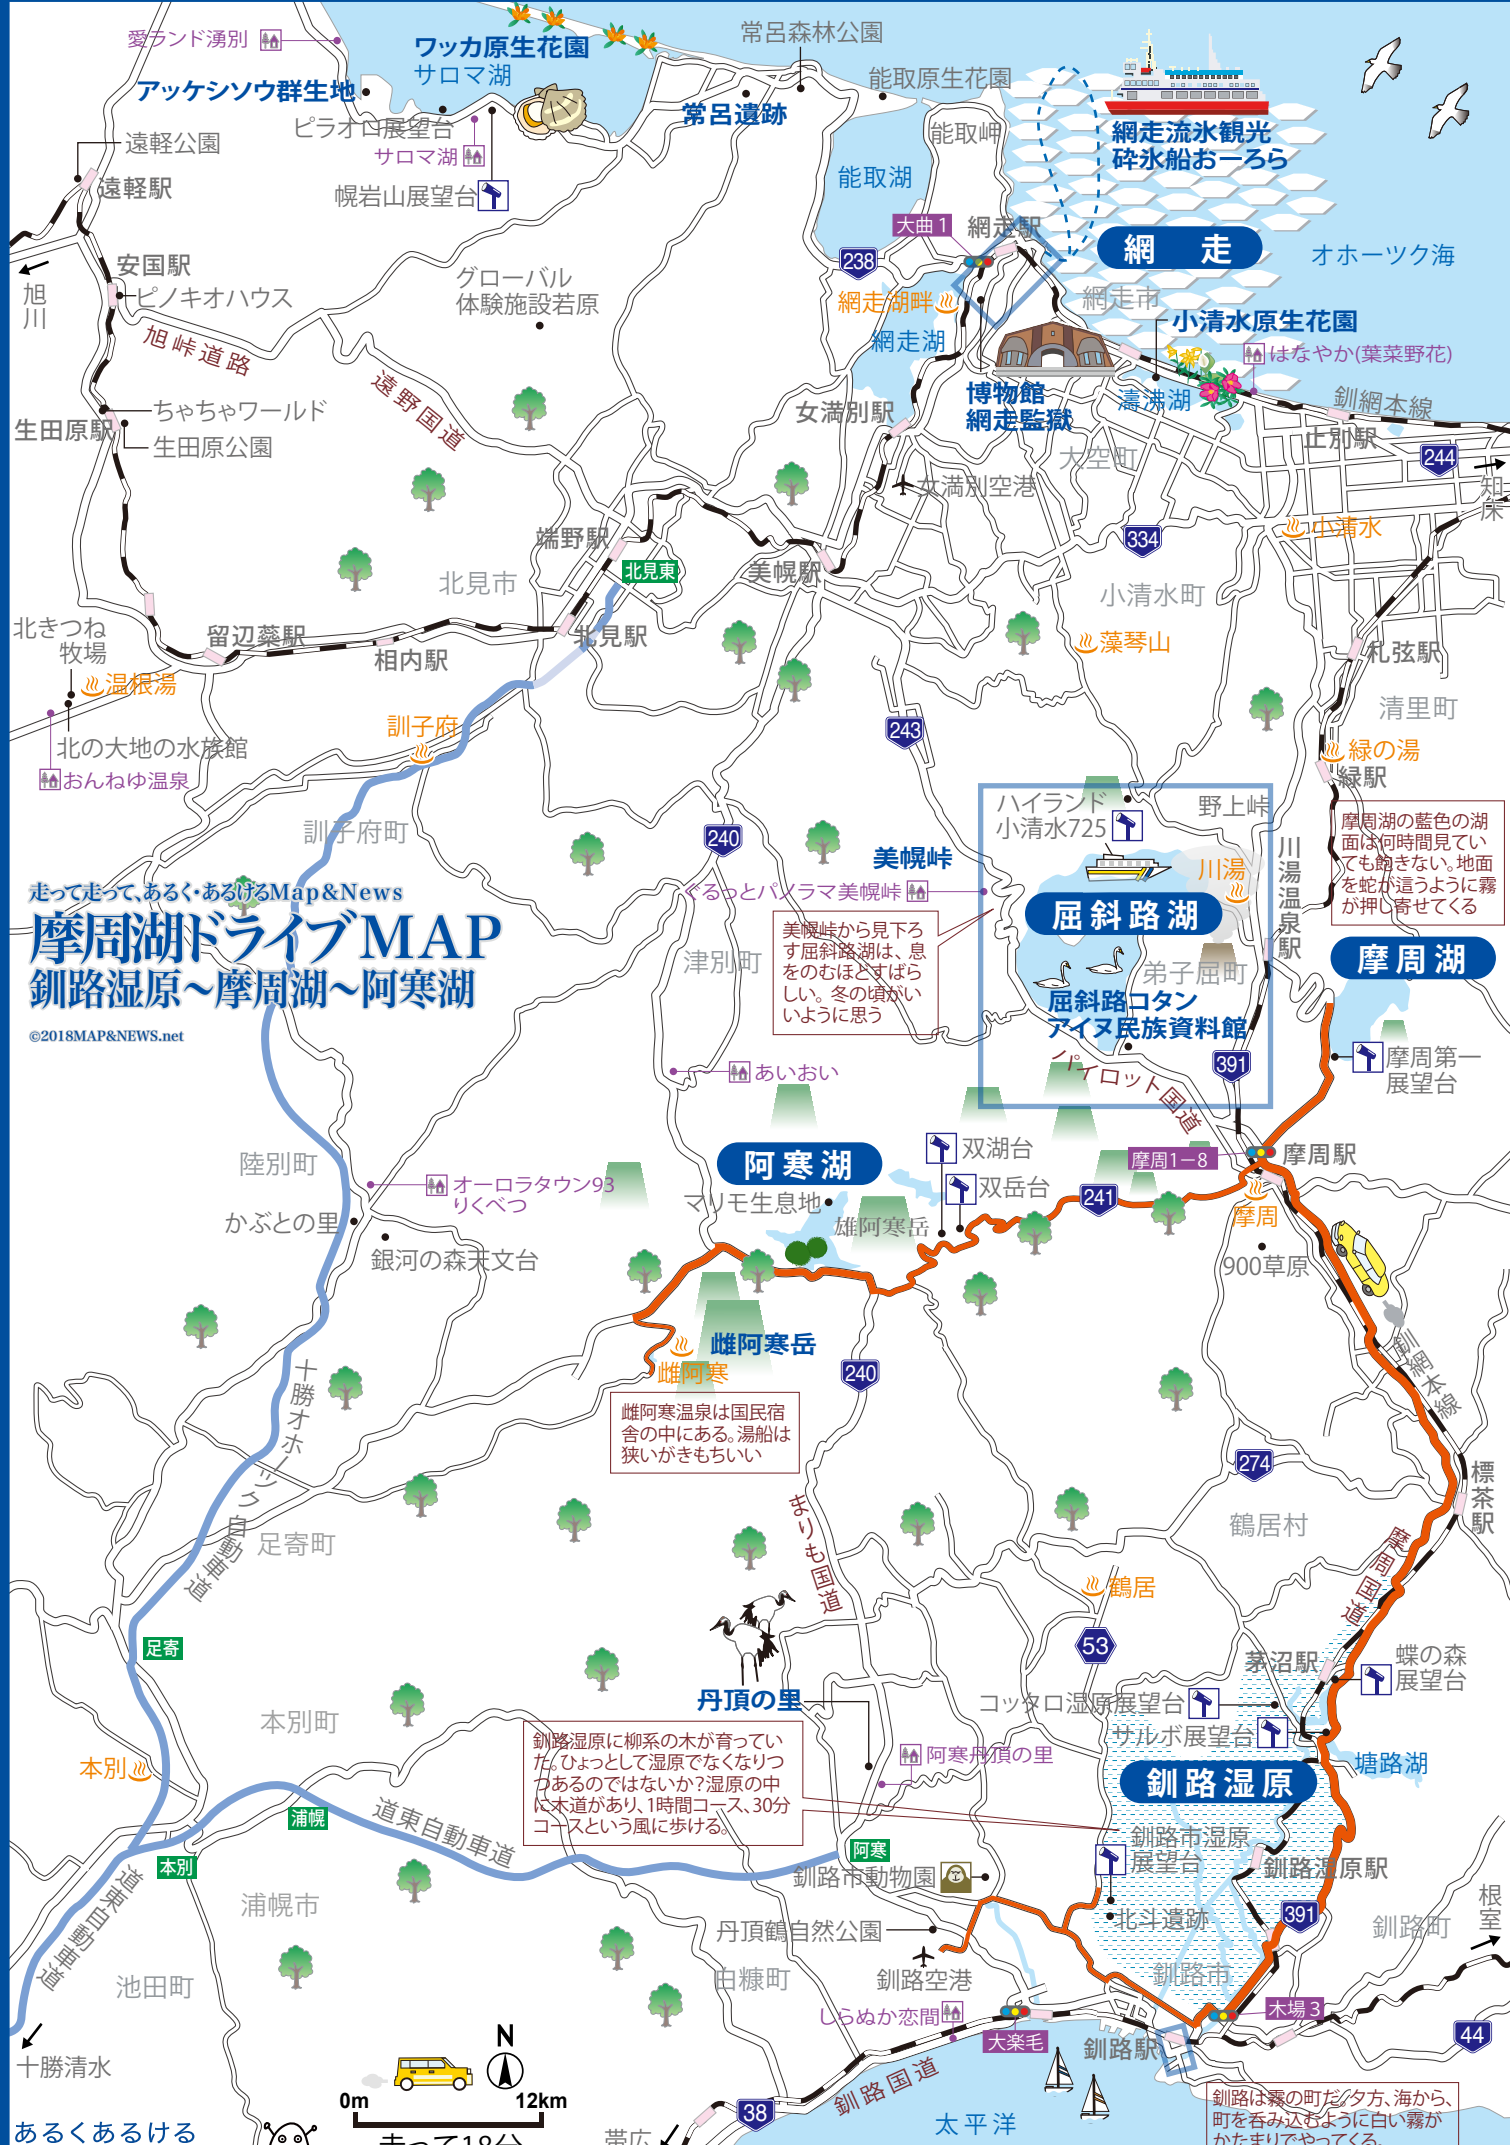 愛ランド湧別
ワッカ原生花園
サロマ湖
常呂森林公園
アッケシソウ群生地
能取原生花園
ピラオロ展望台
常呂遺跡
能取岬
網走流氷観光
砕氷船おーろら
遠軽公園
サロマ湖
遠軽駅
幌岩山展望台
能取湖
大曲1
網走駅
網 走
オホーツク海
安国駅
238
旭川
ピノキオハウス
グローバル
体験施設若原
網走湖畔
網走市
旭峠道路
網走湖
小清水原生花園
はなやか(葉菜野花)
遠野国道
博物館
網走監獄
濤沸湖
釧網本線
ちゃちゃワールド
女満別駅
生田原駅
生田原公園
止別駅
大空町
244
女満別空港
知床
小清水
334
端野駅
北見東
美幌駅
北見市
小清水町
北きつね
牧場
留辺蘂駅
北見駅
相内駅
藻琴山
札弦駅
温根湯
清里町
訓子府
243
北の大地の水族館
緑の湯
おんねゆ温泉
緑駅
ハイランド
小清水725
野上峠
訓子府町
240
摩周湖の藍色の湖
面は何時間見てい
ても飽きない。地面
を蛇が這うように霧
が押し寄せてくる
川湯温泉駅
美幌峠
川湯
走って走って、あるく・あるけるMap&News
ぐるっとパノラマ美幌峠
摩周湖ドライブMAP
屈斜路湖
美幌峠から見下ろ
す屈斜路湖は、息
をのむほどすばら
しい。冬の頃がい
いように思う
釧路湿原～摩周湖～阿寒湖
津別町
弟子屈町
摩周湖
屈斜路コタン
アイヌ民族資料館
©2018MAP&NEWS.net
パイロット国道
391
摩周第一
展望台
あいおい
陸別町
阿寒湖
双湖台
摩周1－8
摩周駅
オーロラタウン93
りくべつ
マリモ生息地
双岳台
241
かぶとの里
雄阿寒岳
摩周
銀河の森天文台
900草原
雌阿寒岳
釧網本線
雌阿寒
240
十勝オホーツク自動車道
雌阿寒温泉は国民宿
舎の中にある。湯船は
狭いがきもちいい
274
標茶駅
まりも国道
鶴居村
足寄町
摩周国道
鶴居
足寄
53
茅沼駅
蝶の森
展望台
丹頂の里
コッタロ湿原展望台
本別町
サルボ展望台
釧路湿原に柳系の木が育ってい
た。ひょっとして湿原でなくなりつ
つあるのではないか？湿原の中
に木道があり、1時間コース、30分
コースという風に歩ける。
阿寒丹頂の里
塘路湖
本別
釧路湿原
浦幌
道東自動車道
釧路市湿原
展望台
阿寒
本別
釧路市動物園
釧路湿原駅
道東自動車道
浦幌市
391
根室
北斗遺跡
丹頂鶴自然公園
釧路町
池田町
白糠町
釧路空港
釧路市
しらぬか恋問
木場3
大楽毛
44
N
釧路駅
十勝清水
0m
12km
釧路国道
38
釧路は霧の町だ。夕方、海から、
町を呑み込むように白い霧が
かたまりでやってくる。
太平洋
あるくあるける
走って18分
帯広